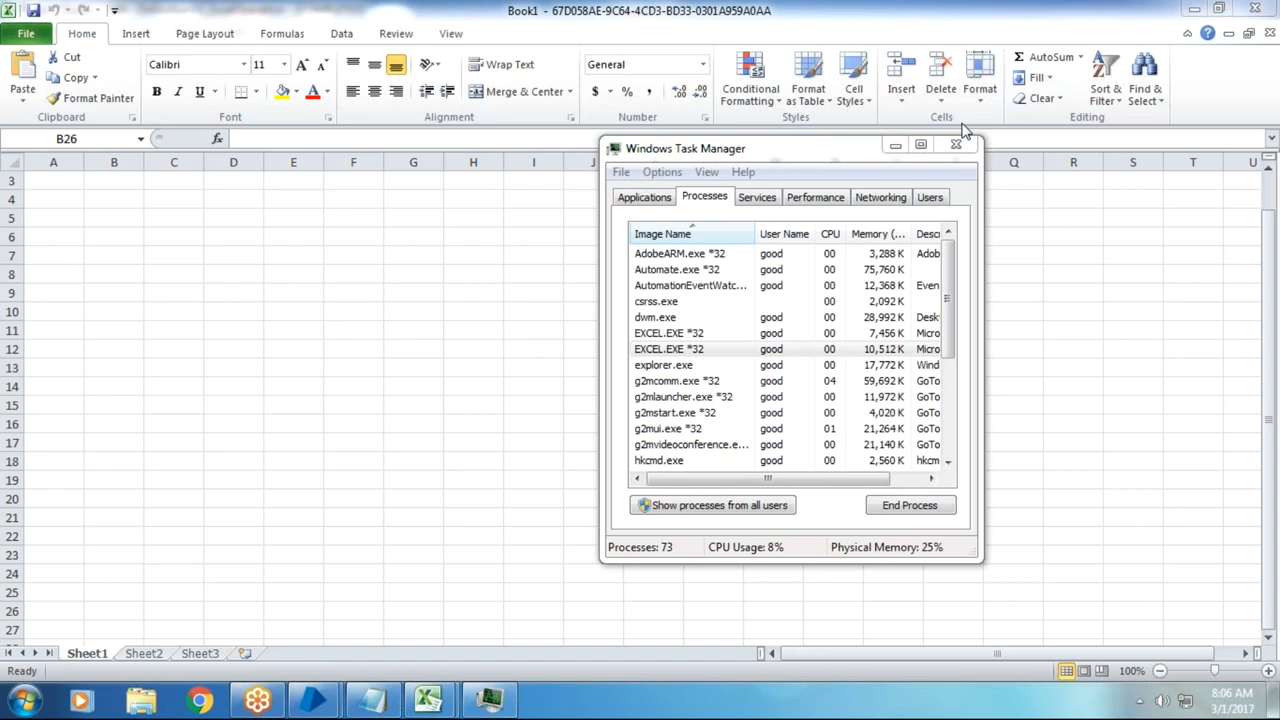 Book1 - 67D058AE-9C64-4CD3-BD33-0301A959A0AA
File Home Insert Page Layout Formulas Data Review View
Paste
Cut
Copy
Format Painter
Clipboard
Calibri 11
B I U
Font
Wrap Text
Merge & Center
Alignment
General
$ % ,
Number
Conditional Formatting
Format as Table
Cell Styles
Styles
Insert Delete Format
Cells
AutoSum
Fill
Clear
Sort & Filter
Find & Select
Editing
B26 fx
A B C D E F G H I J Q R S T U
3
4
5
6
7
8
9
10
11
12
13
14
15
16
17
18
19
20
21
22
23
24
25
26
27
Windows Task Manager
File Options View Help
Applications Processes Services Performance Networking Users
Image Name User Name CPU Memory (... Descr
AdobeARM.exe *32 good 00 3,288 K Adob
Automate.exe *32 good 00 75,760 K
AutomationEventWatc... good 00 12,368 K Even
csrss.exe 00 2,092 K
dwm.exe good 00 28,992 K Desk
EXCEL.EXE *32 good 00 7,456 K Micro
EXCEL.EXE *32 good 00 10,512 K Micro
explorer.exe good 00 17,772 K Wind
g2mcomm.exe *32 good 04 59,692 K GoTo
g2mlauncher.exe *32 good 00 11,972 K GoTo
g2mstart.exe *32 good 00 4,020 K GoTo
g2mui.exe *32 good 01 21,264 K GoTo
g2mvideoconference.e... good 00 21,140 K GoTo
hkcmd.exe good 00 2,560 K hkcm
Show processes from all users End Process
Processes: 73 CPU Usage: 8% Physical Memory: 25%
Sheet1 Sheet2 Sheet3
Ready 100%
8:06 AM
3/1/2017